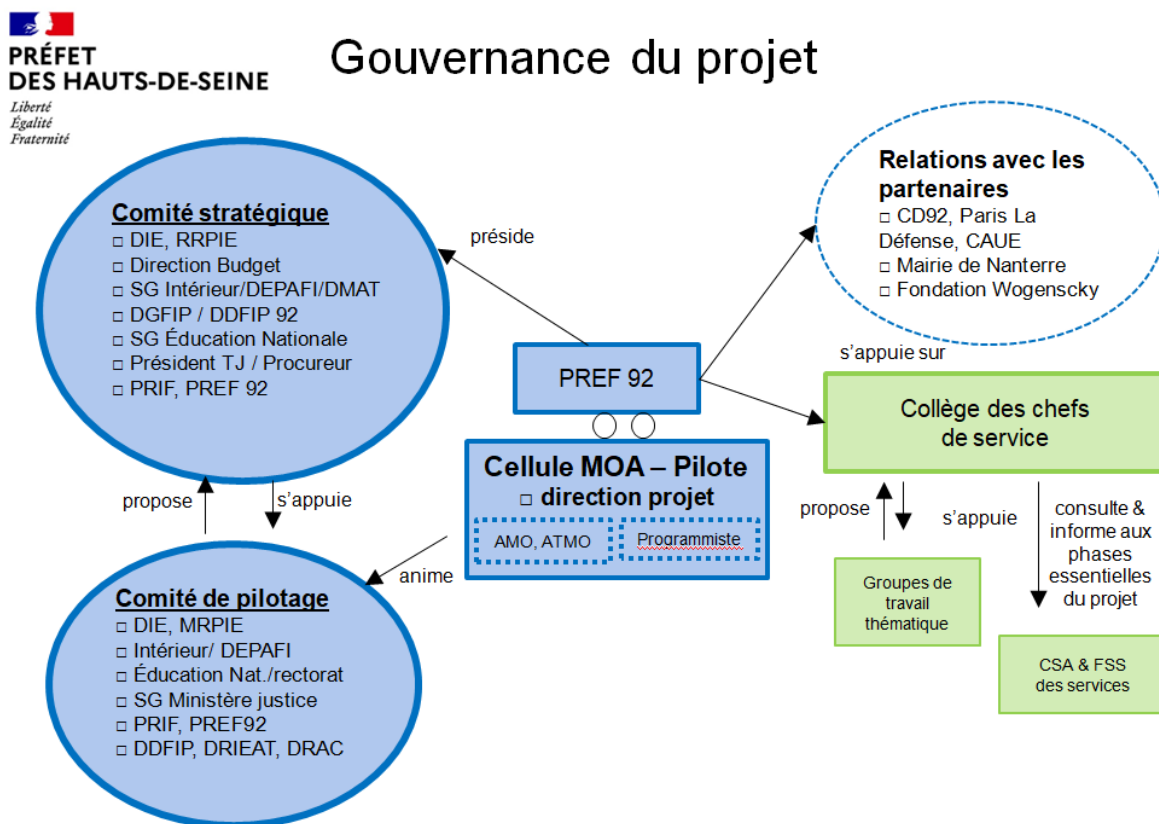 PRÉFET
DES HAUTS-DE-SEINE
Liberté
Égalité
Fraternité
Gouvernance du projet
Comité stratégique
□ DIE, RRPIE
□ Direction Budget
□ SG Intérieur/DEPAFI/DMAT
□ DGFIP / DDFIP 92
□ SG Éducation Nationale
□ Président TJ / Procureur
□ PRIF, PREF 92
préside
Relations avec les
partenaires
□ CD92, Paris La
Défense, CAUE
□ Mairie de Nanterre
□ Fondation Wogenscky
s'appuie sur
PREF 92
Collège des chefs
de service
Cellule MOA – Pilote
□ direction projet
AMO, ATMO
Programmiste
propose
s'appuie
anime
propose
s'appuie
consulte &
informe aux
phases
essentielles
du projet
Groupes de
travail
thématique
CSA & FSS
des services
Comité de pilotage
□ DIE, MRPIE
□ Intérieur/ DEPAFI
□ Éducation Nat./rectorat
□ SG Ministère justice
□ PRIF, PREF92
□ DDFIP, DRIEAT, DRAC